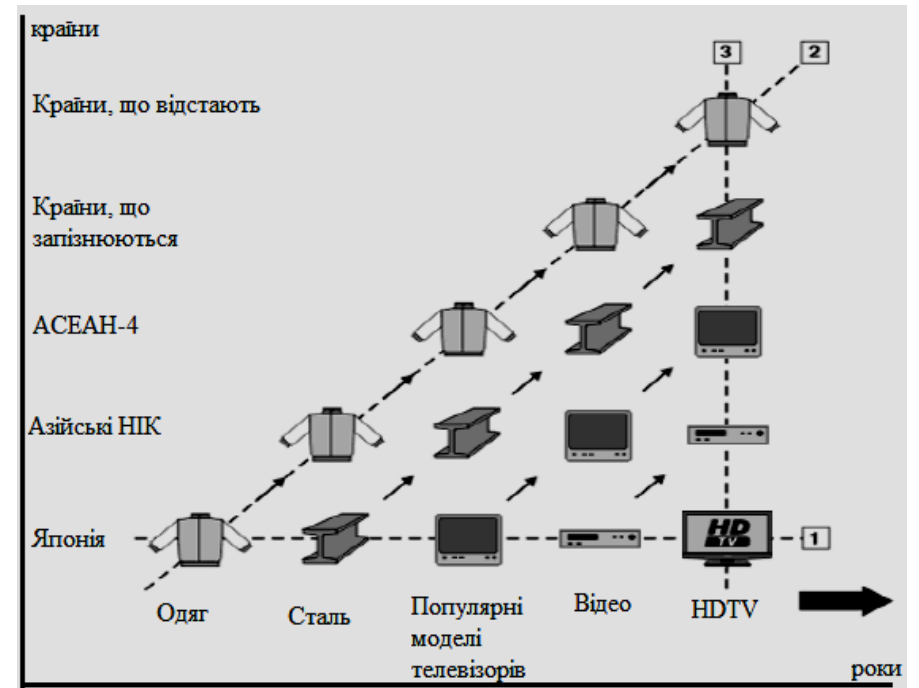 країни
3
2
Країни, що відстають
Країни, що
запізнюються
АСЕАН-4
Азійські НІК
Японія
HD
TV
1
Одяг
Сталь
Популярні
моделі
телевізорів
Відео
HDTV
роки